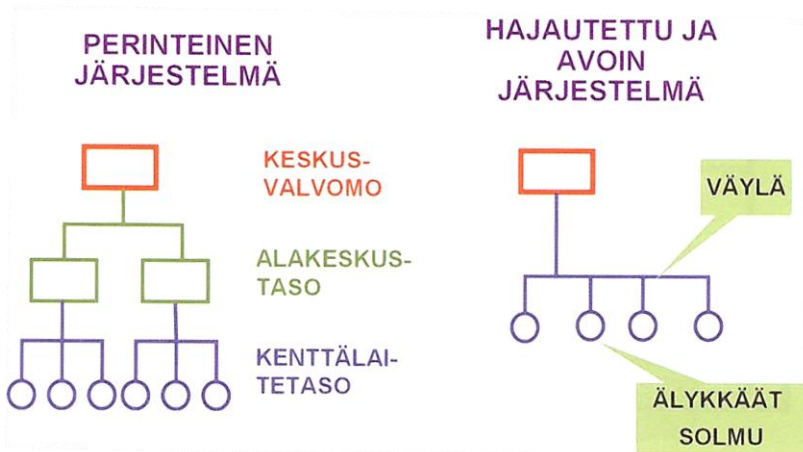 PERINTEINEN
JÄRJESTELMÄ
HAJAUTETTU JA
AVOIN
JÄRJESTELMÄ
KESKUS-
VALVOMO
VÄYLÄ
ALAKESKUS-
TASO
KENTTÄLAI-
TETASO
ÄLYKKÄÄT
SOLMU